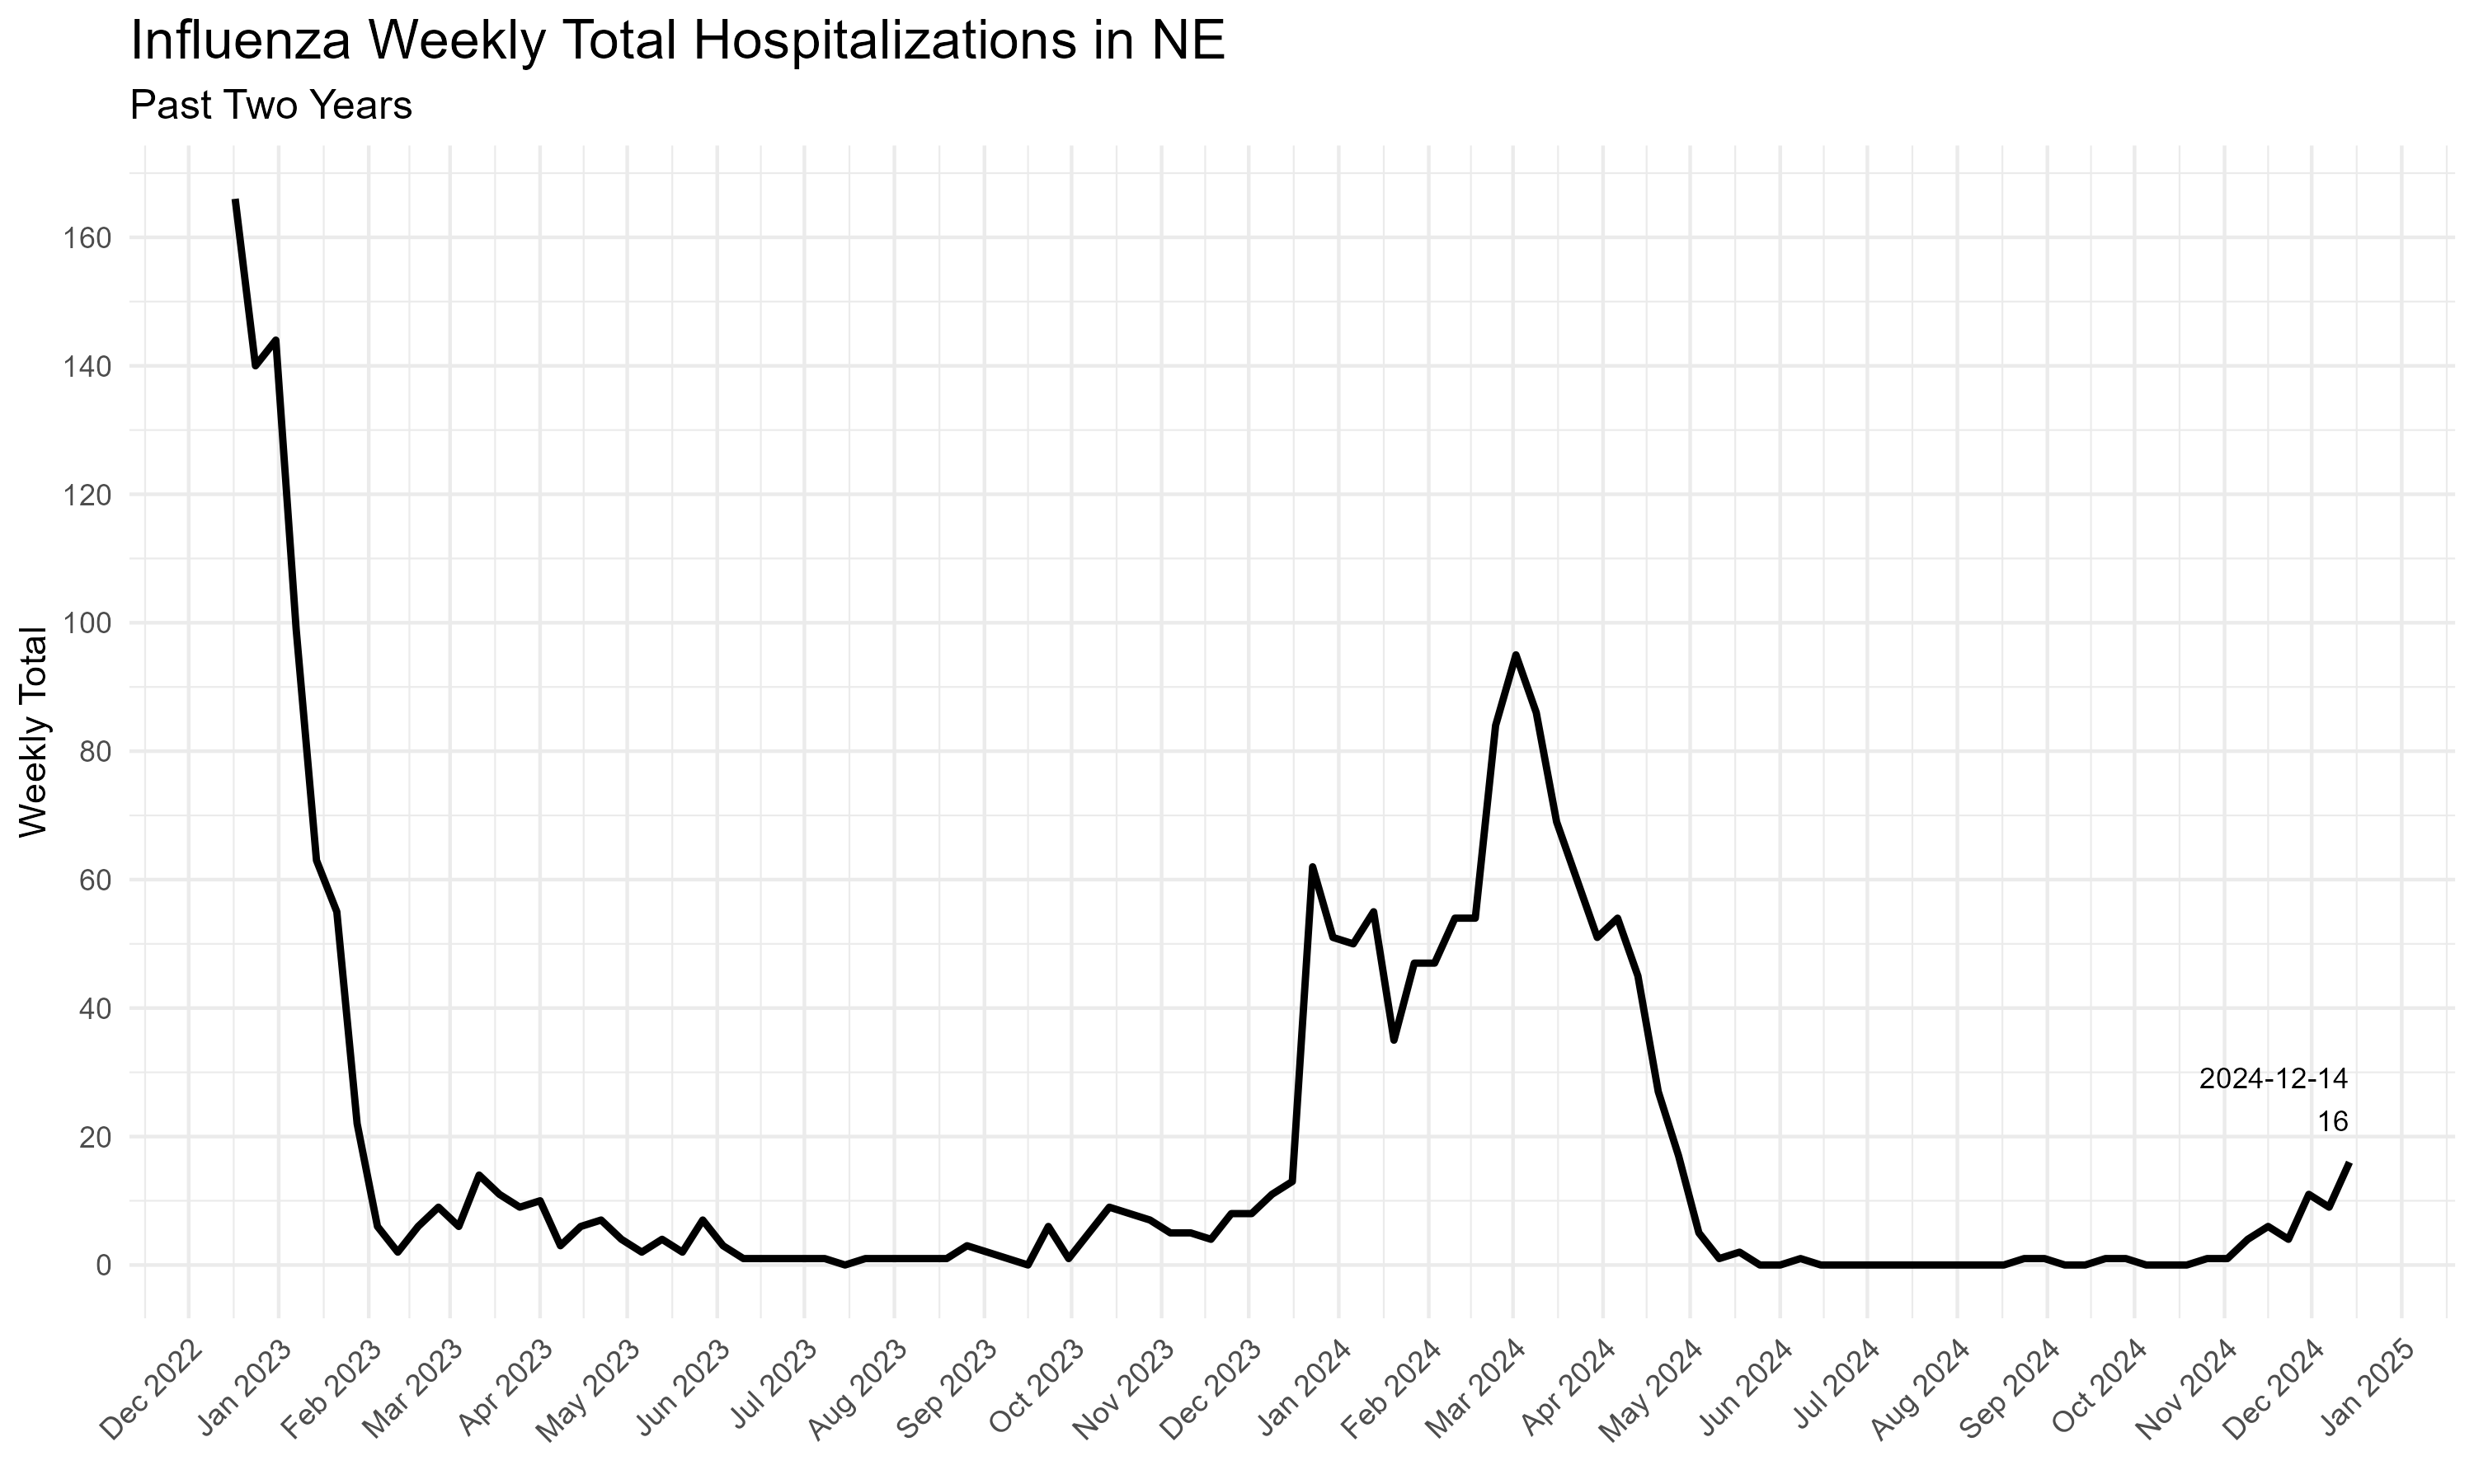 Influenza Weekly Total Hospitalizations in NE
Past Two Years
Weekly Total
160
140
120
100
80
60
40
20
0
2024-12-14
16
Dec 2022
Jan 2023
Feb 2023
Mar 2023
Apr 2023
May 2023
Jun 2023
Jul 2023
Aug 2023
Sep 2023
Oct 2023
Nov 2023
Dec 2023
Jan 2024
Feb 2024
Mar 2024
Apr 2024
May 2024
Jun 2024
Jul 2024
Aug 2024
Sep 2024
Oct 2024
Nov 2024
Dec 2024
Jan 2025